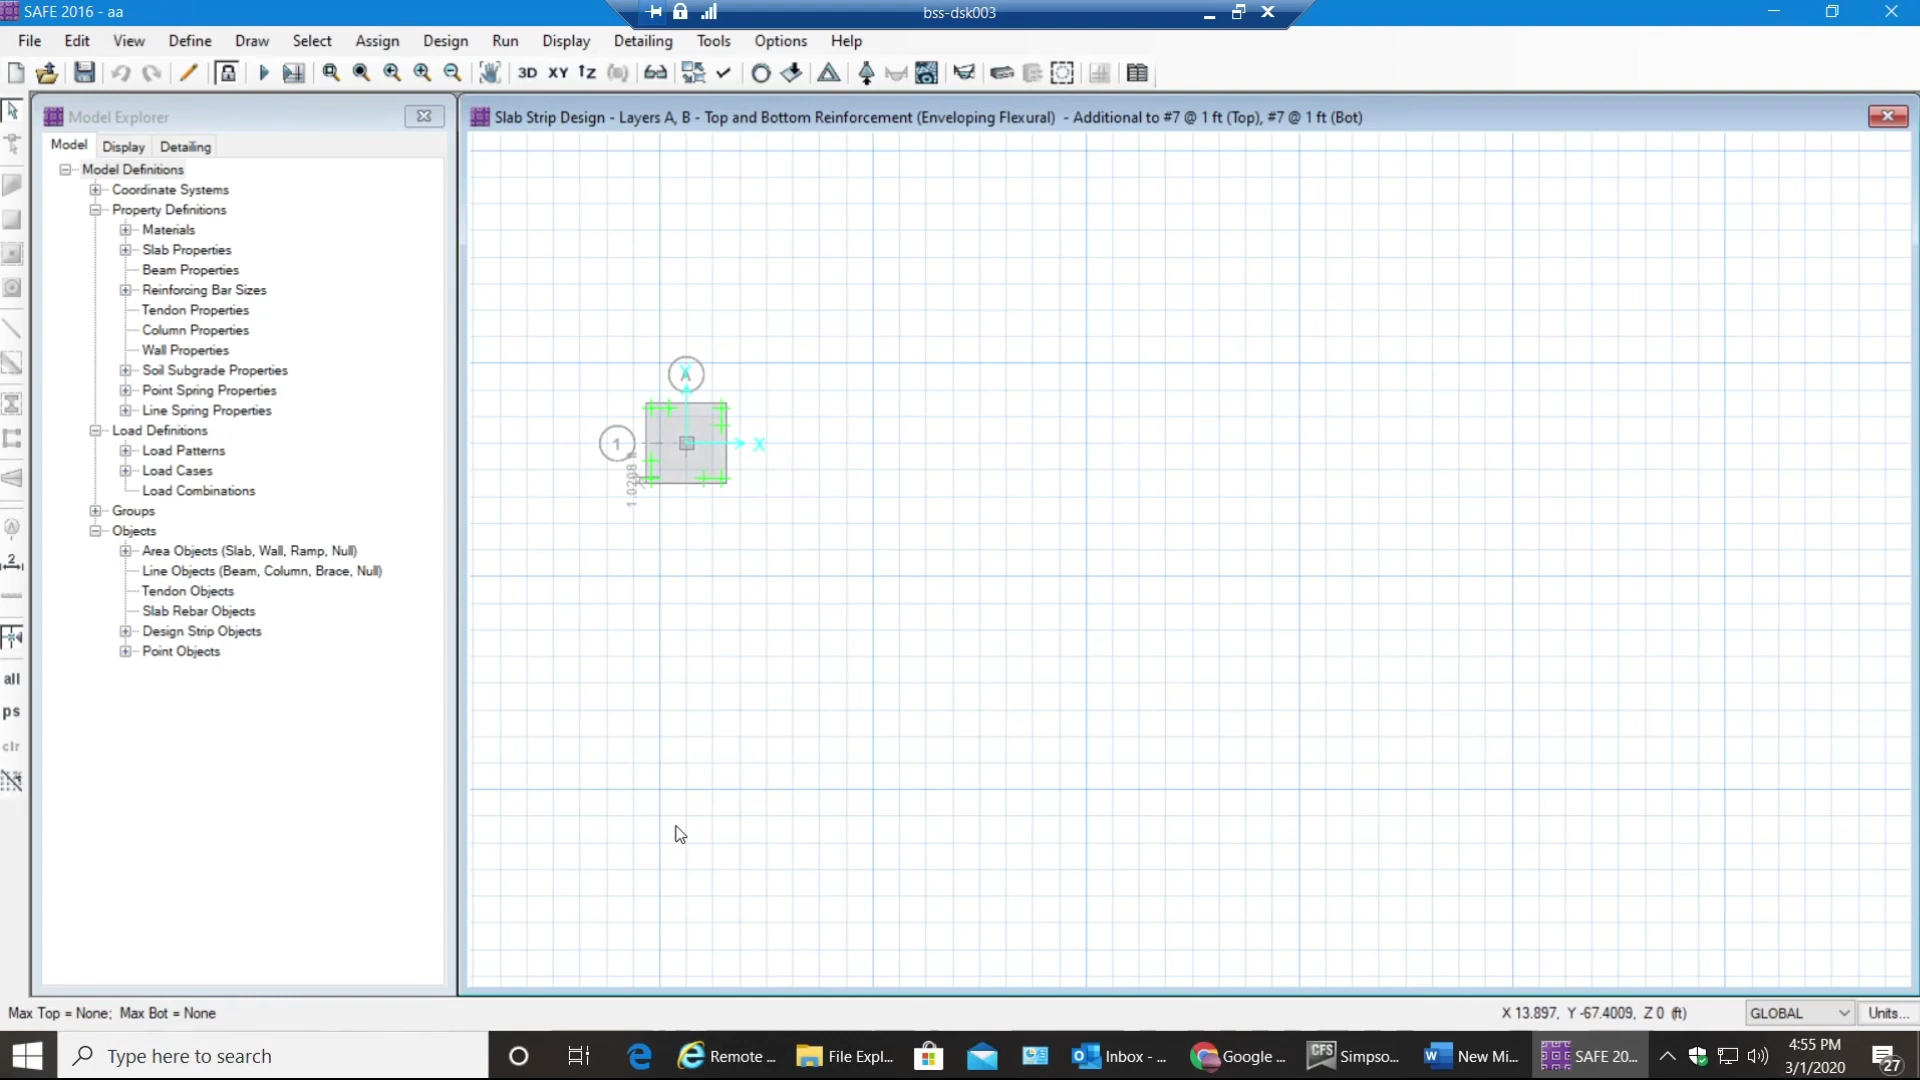 SAFE 2016 - aa
bss-dsk003
File Edit View Define Draw Select Assign Design Run Display Detailing Tools Options Help
3D XY
Model Explorer
Slab Strip Design - Layers A, B - Top and Bottom Reinforcement (Enveloping Flexural) - Additional to #7 @ 1 ft (Top), #7 @ 1 ft (Bot)
Model Display Detailing
Model Definitions
Coordinate Systems
Property Definitions
Materials
Slab Properties
Beam Properties
Reinforcing Bar Sizes
Tendon Properties
Column Properties
Wall Properties
Soil Subgrade Properties
Point Spring Properties
Line Spring Properties
Load Definitions
Load Patterns
Load Cases
Load Combinations
Groups
Objects
Area Objects (Slab, Wall, Ramp, Null)
Line Objects (Beam, Column, Brace, Null)
Tendon Objects
Slab Rebar Objects
Design Strip Objects
Point Objects
2
all
ps
clr
A
1
X
Max Top = None; Max Bot = None
X 13.897, Y -67.4009, Z 0 (ft)
GLOBAL
Units...
Type here to search
Remote ...
File Expl...
Inbox - ...
Google ...
CFS
Simpso...
New Mi...
SAFE 20...
4:55 PM
3/1/2020
27